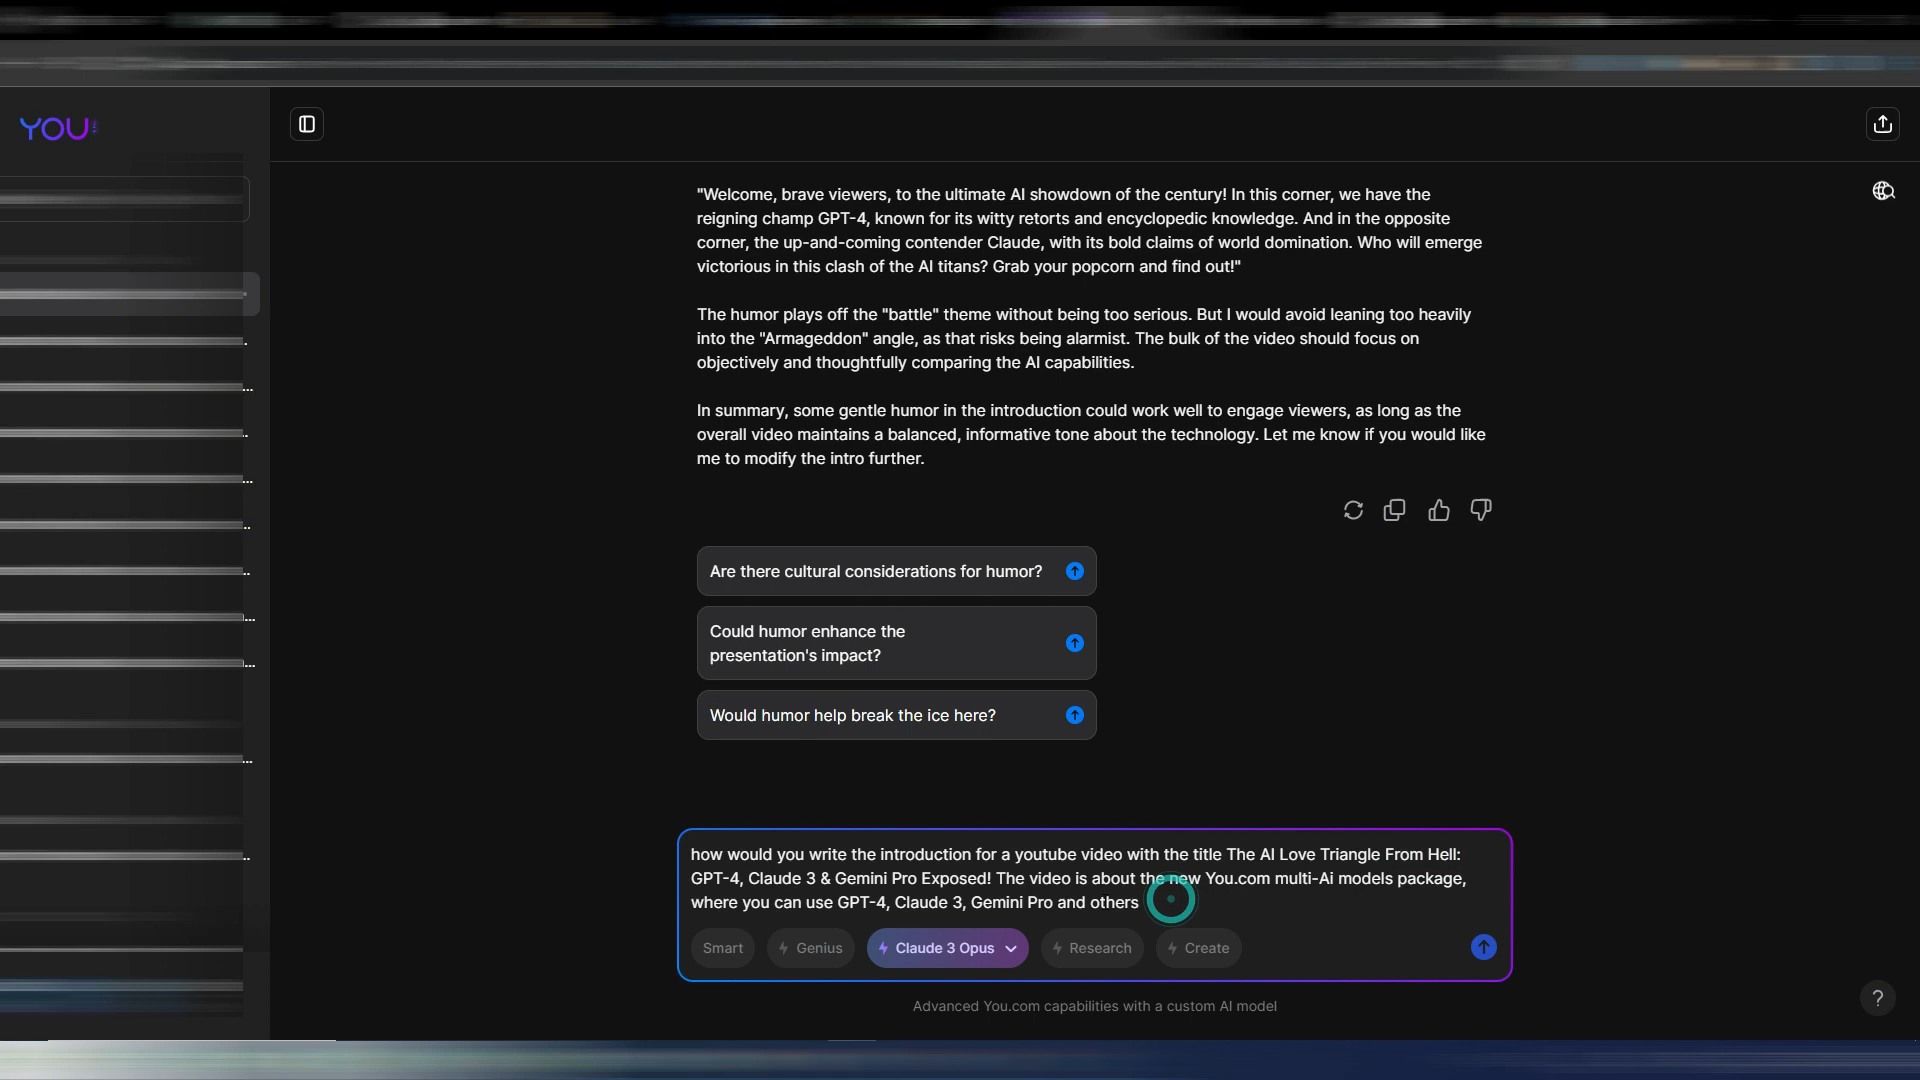 YOU
"Welcome, brave viewers, to the ultimate AI showdown of the century! In this corner, we have the
reigning champ GPT-4, known for its witty retorts and encyclopedic knowledge. And in the opposite
corner, the up-and-coming contender Claude, with its bold claims of world domination. Who will emerge
victorious in this clash of the AI titans? Grab your popcorn and find out!"
The humor plays off the "battle" theme without being too serious. But I would avoid leaning too heavily
into the "Armageddon" angle, as that risks being alarmist. The bulk of the video should focus on
objectively and thoughtfully comparing the AI capabilities.
In summary, some gentle humor in the introduction could work well to engage viewers, as long as the
overall video maintains a balanced, informative tone about the technology. Let me know if you would like
me to modify the intro further.
Are there cultural considerations for humor?
Could humor enhance the
presentation's impact?
Would humor help break the ice here?
how would you write the introduction for a youtube video with the title The AI Love Triangle From Hell:
GPT-4, Claude 3 & Gemini Pro Exposed! The video is about the new You.com multi-Ai models package,
where you can use GPT-4, Claude 3, Gemini Pro and others
Smart Genius Claude 3 Opus Research Create
Advanced You.com capabilities with a custom AI model
?